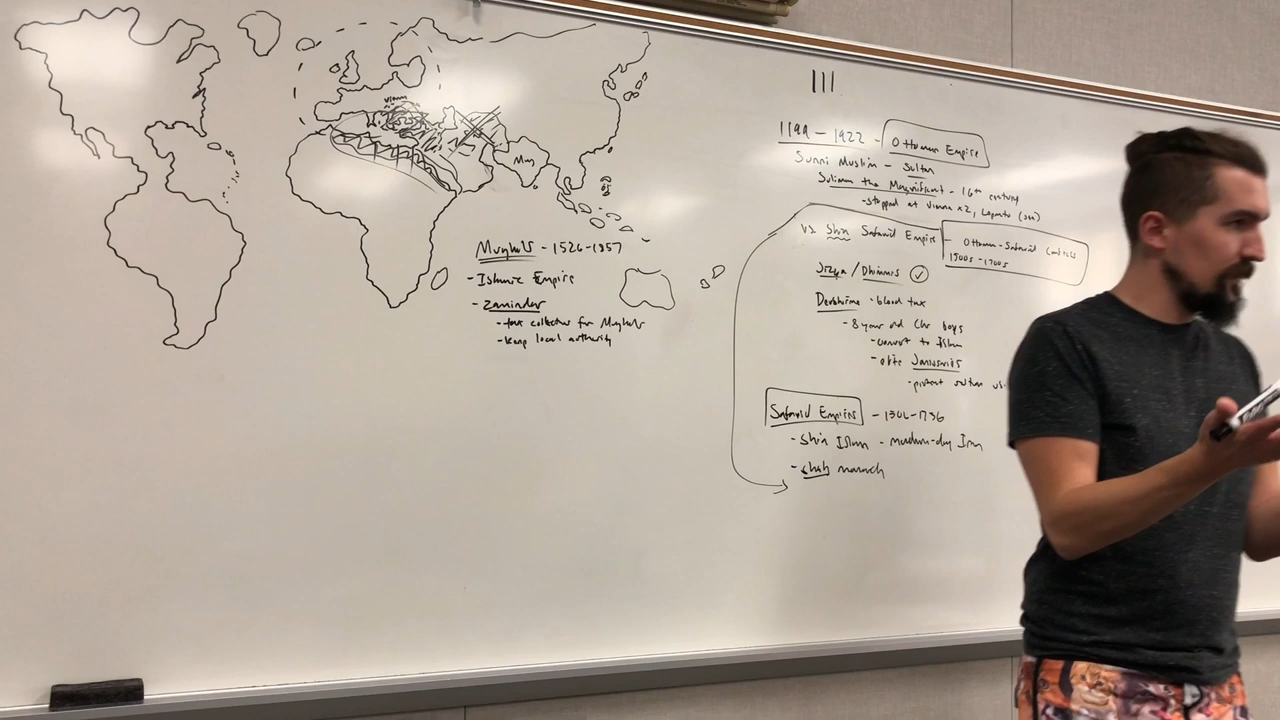 Vienna
Mug
Mughals - 1526-1857
- Islamic Empire
- Zamindar
- tax collector for Mughals
- keep local authority
III
1199 - 1922 - Ottoman Empire
Sunni Muslim - Sultan
Suliman the Magnificent - 16th century
- stopped at Vienna x2, Lepanto
vs. Shia Safavid Empire - Ottoman-Safavid Conflicts
1500s-1700s
Jizya / Dhimmis ✓
Devshirme - blood tax
- 8 year old Chr boys
- convert to Islam
- elite Janissaries
- protect sultan
Safavid Empires - 1501-1736
- Shia Islam - modern-day Iran
- shah monarch